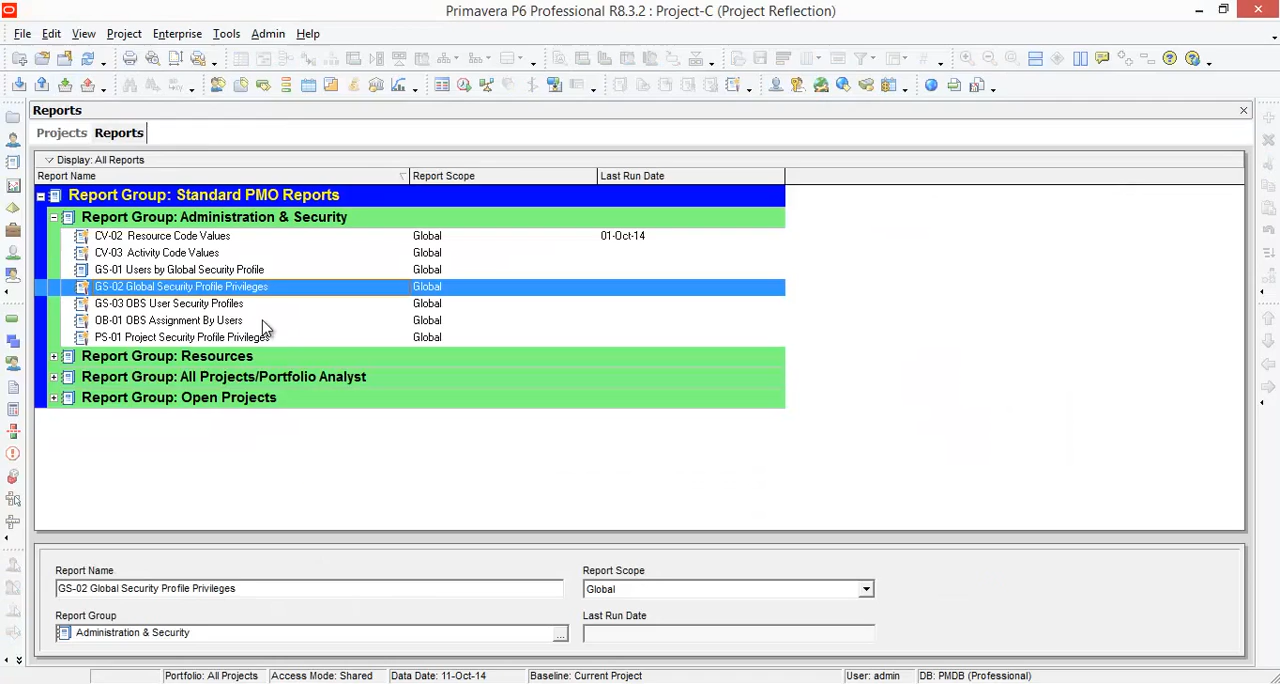 Primavera P6 Professional R8.3.2 : Project-C (Project Reflection)
File Edit View Project Enterprise Tools Admin Help
Reports
Projects Reports
Display: All Reports
Report Name Report Scope Last Run Date
Report Group: Standard PMO Reports
Report Group: Administration & Security
CV-02 Resource Code Values Global 01-Oct-14
CV-03 Activity Code Values Global
GS-01 Users by Global Security Profile Global
GS-02 Global Security Profile Privileges Global
GS-03 OBS User Security Profiles Global
OB-01 OBS Assignment By Users Global
PS-01 Project Security Profile Privileges Global
Report Group: Resources
Report Group: All Projects/Portfolio Analyst
Report Group: Open Projects
Report Name Report Scope
GS-02 Global Security Profile Privileges Global
Report Group Last Run Date
Administration & Security ...
Portfolio: All Projects Access Mode: Shared Data Date: 11-Oct-14 Baseline: Current Project User: admin DB: PMDB (Professional)